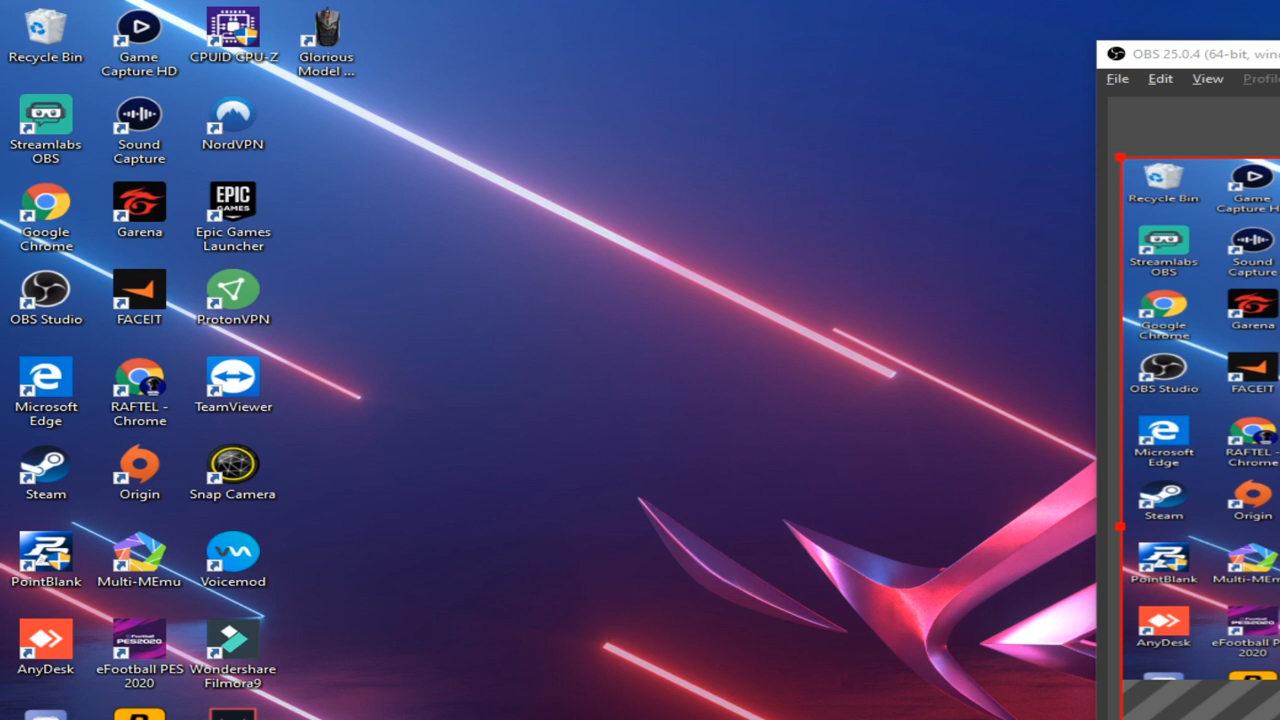 Recycle Bin
Game
Capture HD
CPUID CPU-Z
Glorious
Model ...
Streamlabs
OBS
Sound
Capture
NordVPN
Google
Chrome
Garena
EPIC
GAMES
Epic Games
Launcher
OBS Studio
FACEIT
ProtonVPN
Microsoft
Edge
RAFTEL -
Chrome
TeamViewer
Steam
Origin
Snap Camera
PointBlank
Multi-MEmu
Voicemod
AnyDesk
PES2020
eFootball PES
2020
Wondershare
Filmora9
OBS 25.0.4 (64-bit, win
File Edit View Profile
Recycle Bin
Game
Capture H
Streamlabs
OBS
Sound
Capture
Google
Chrome
Garena
OBS Studio
FACEIT
Microsoft
Edge
RAFTEL -
Chrome
Steam
Origin
PointBlank
Multi-MEm
AnyDesk
PES2020
eFootball P
2020